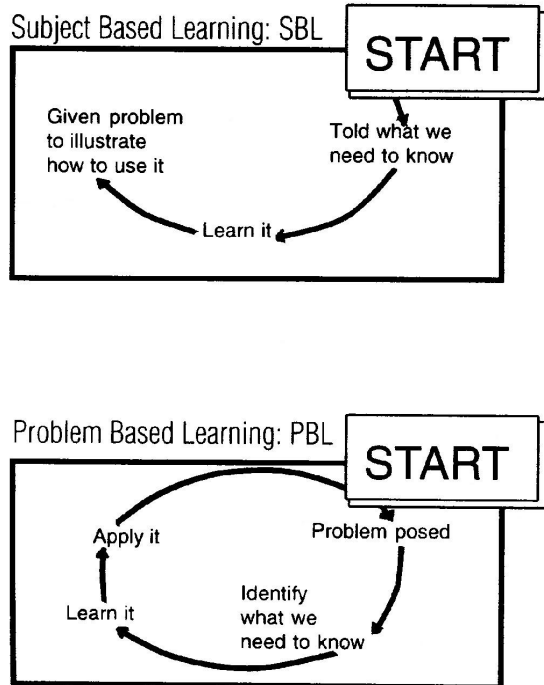 Subject Based Learning: SBL
START
Given problem
to illustrate
how to use it
Told what we
need to know
Learn it
Problem Based Learning: PBL
START
Apply it
Problem posed
Learn it
Identify
what we
need to know